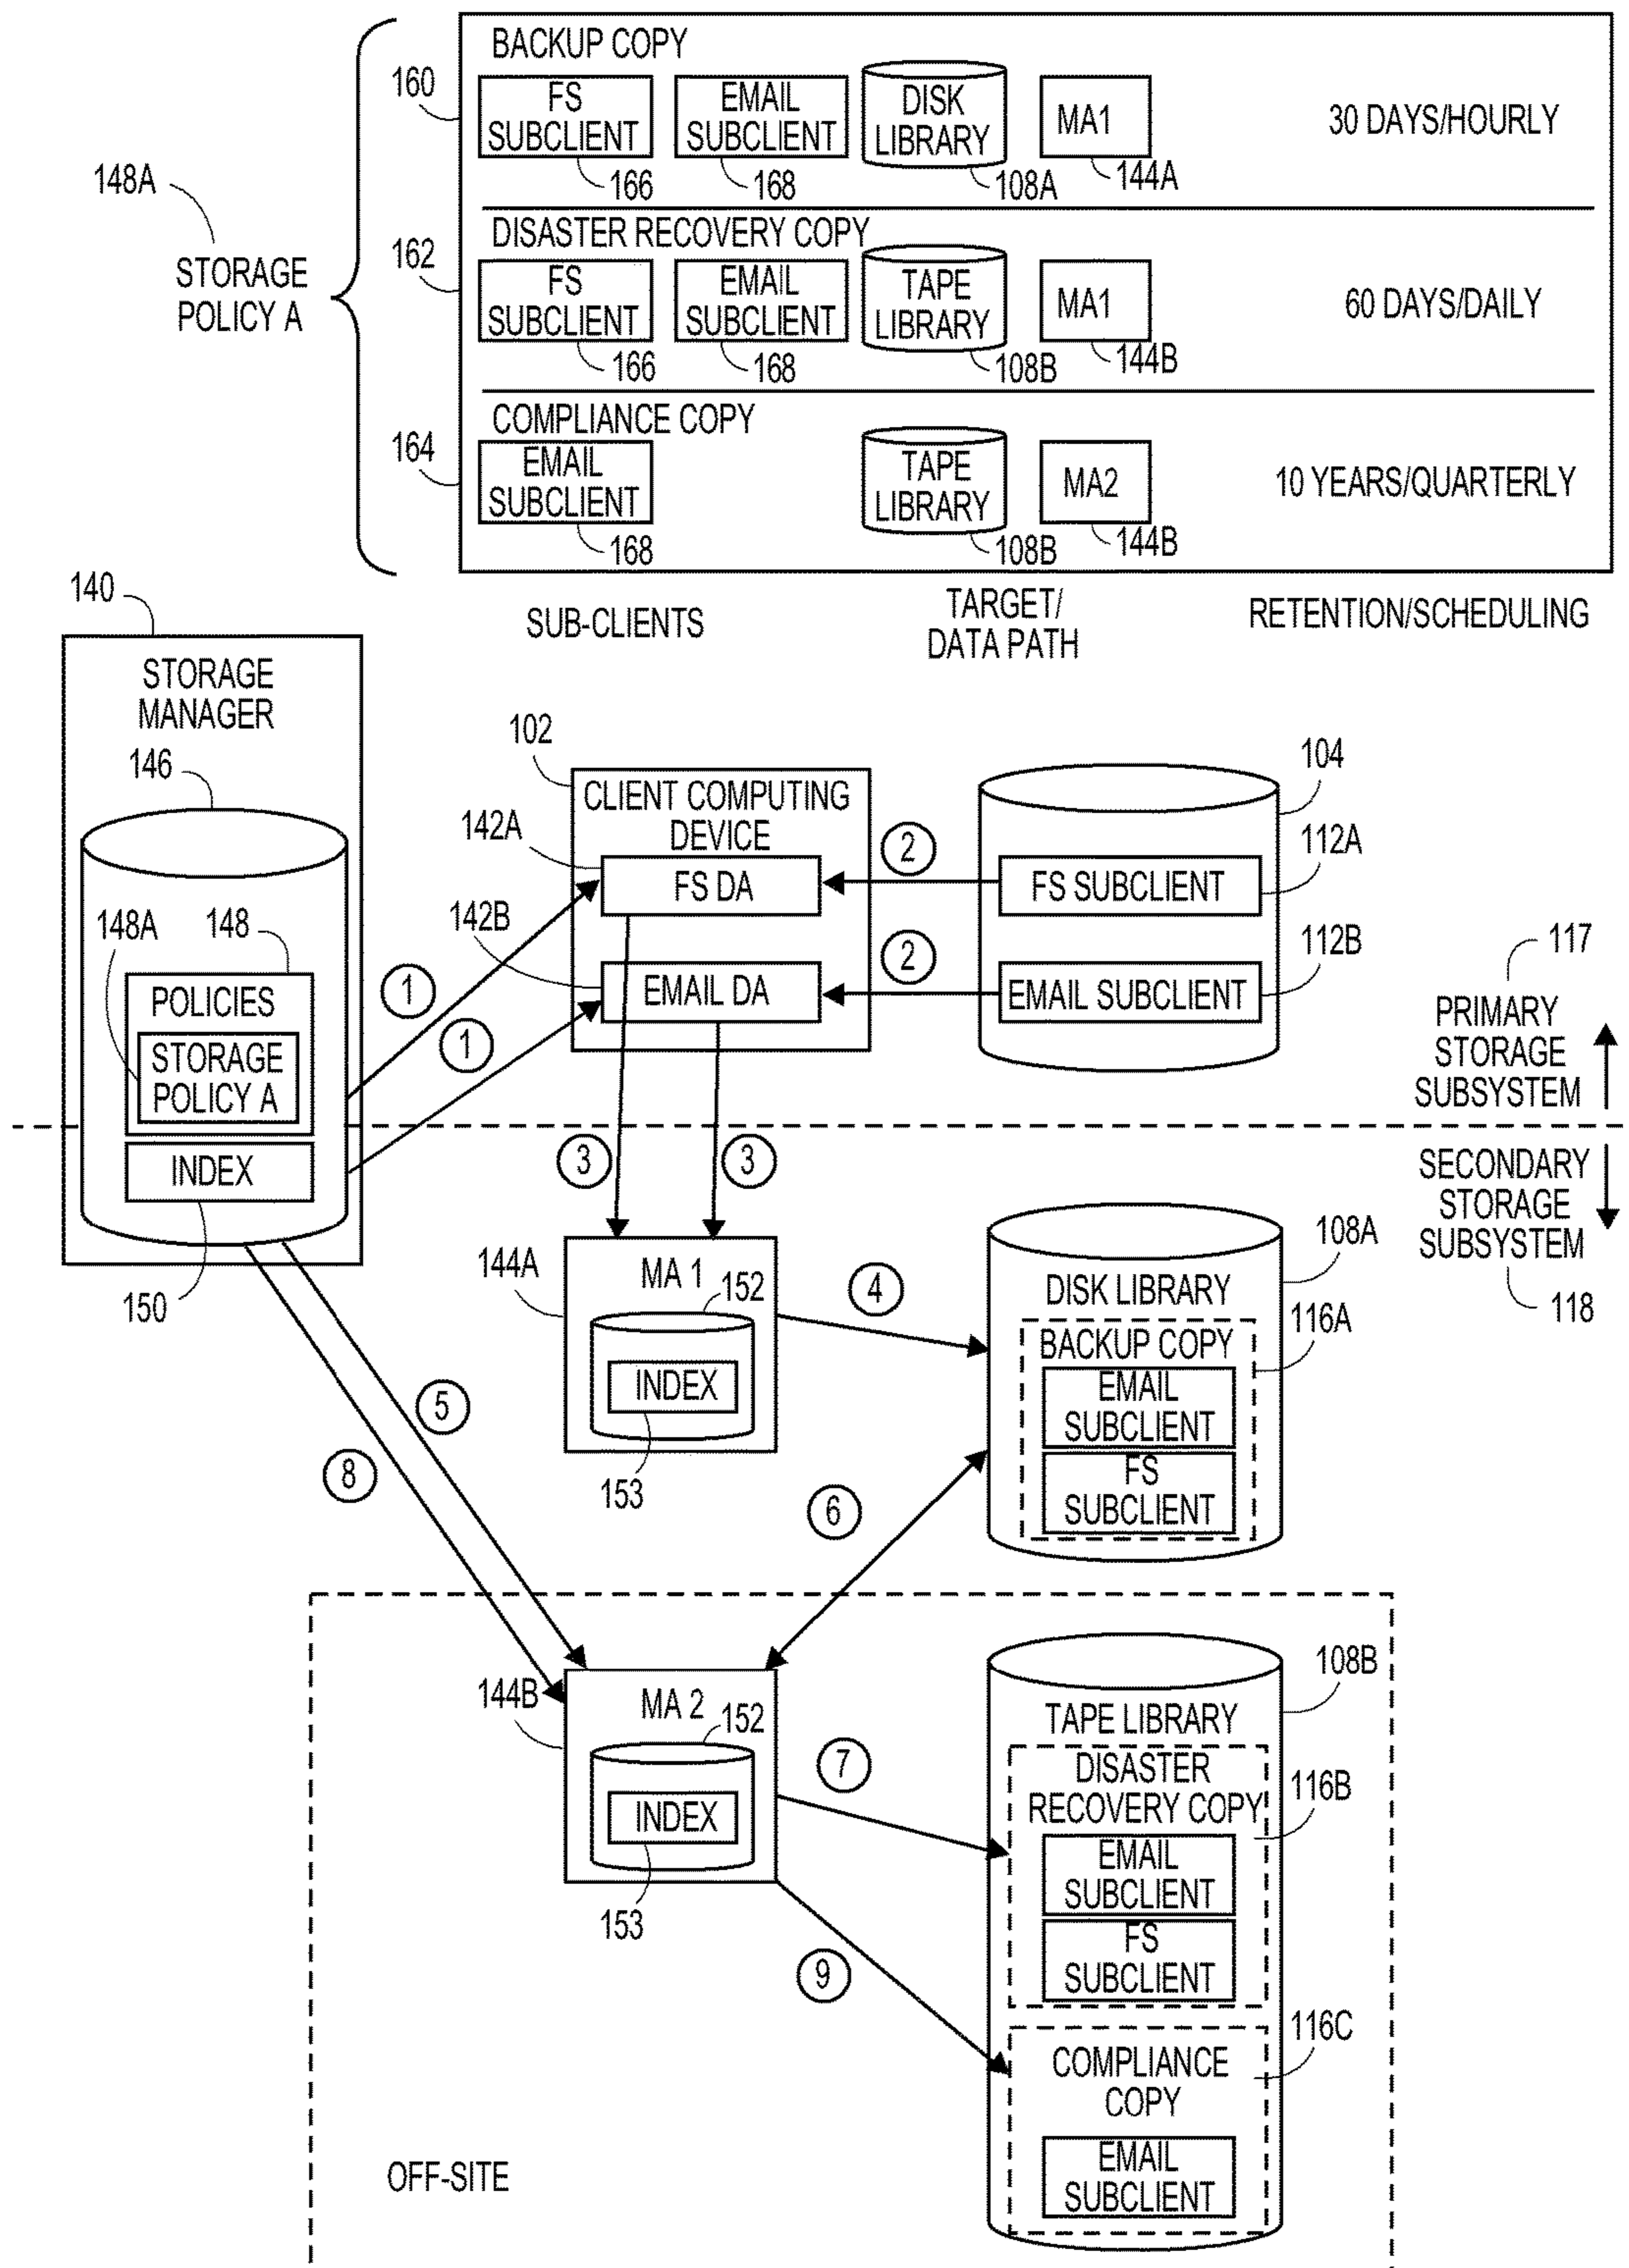 BACKUP COPY
160
FS
SUBCLIENT
166
EMAIL
SUBCLIENT
168
DISK
LIBRARY
108A
MA1
144A
30 DAYS/HOURLY
148A
STORAGE
POLICY A
DISASTER RECOVERY COPY
162
FS
SUBCLIENT
166
EMAIL
SUBCLIENT
168
TAPE
LIBRARY
108B
MA1
144B
60 DAYS/DAILY
COMPLIANCE COPY
164
EMAIL
SUBCLIENT
168
TAPE
LIBRARY
108B
MA2
144B
10 YEARS/QUARTERLY
SUB-CLIENTS
TARGET/
DATA PATH
RETENTION/SCHEDULING
140
STORAGE
MANAGER
146
148A
148
POLICIES
STORAGE
POLICY A
INDEX
150
102
CLIENT COMPUTING
DEVICE
142A
FS DA
142B
EMAIL DA
104
112A
FS SUBCLIENT
112B
EMAIL SUBCLIENT
1
1
2
2
117
PRIMARY
STORAGE
SUBSYSTEM
3
3
SECONDARY
STORAGE
SUBSYSTEM
118
144A
MA 1
152
INDEX
153
4
108A
DISK LIBRARY
116A
BACKUP COPY
EMAIL
SUBCLIENT
FS
SUBCLIENT
5
8
6
144B
MA 2
152
INDEX
153
7
9
108B
TAPE LIBRARY
DISASTER
RECOVERY COPY
116B
EMAIL
SUBCLIENT
FS
SUBCLIENT
116C
COMPLIANCE
COPY
EMAIL
SUBCLIENT
OFF-SITE